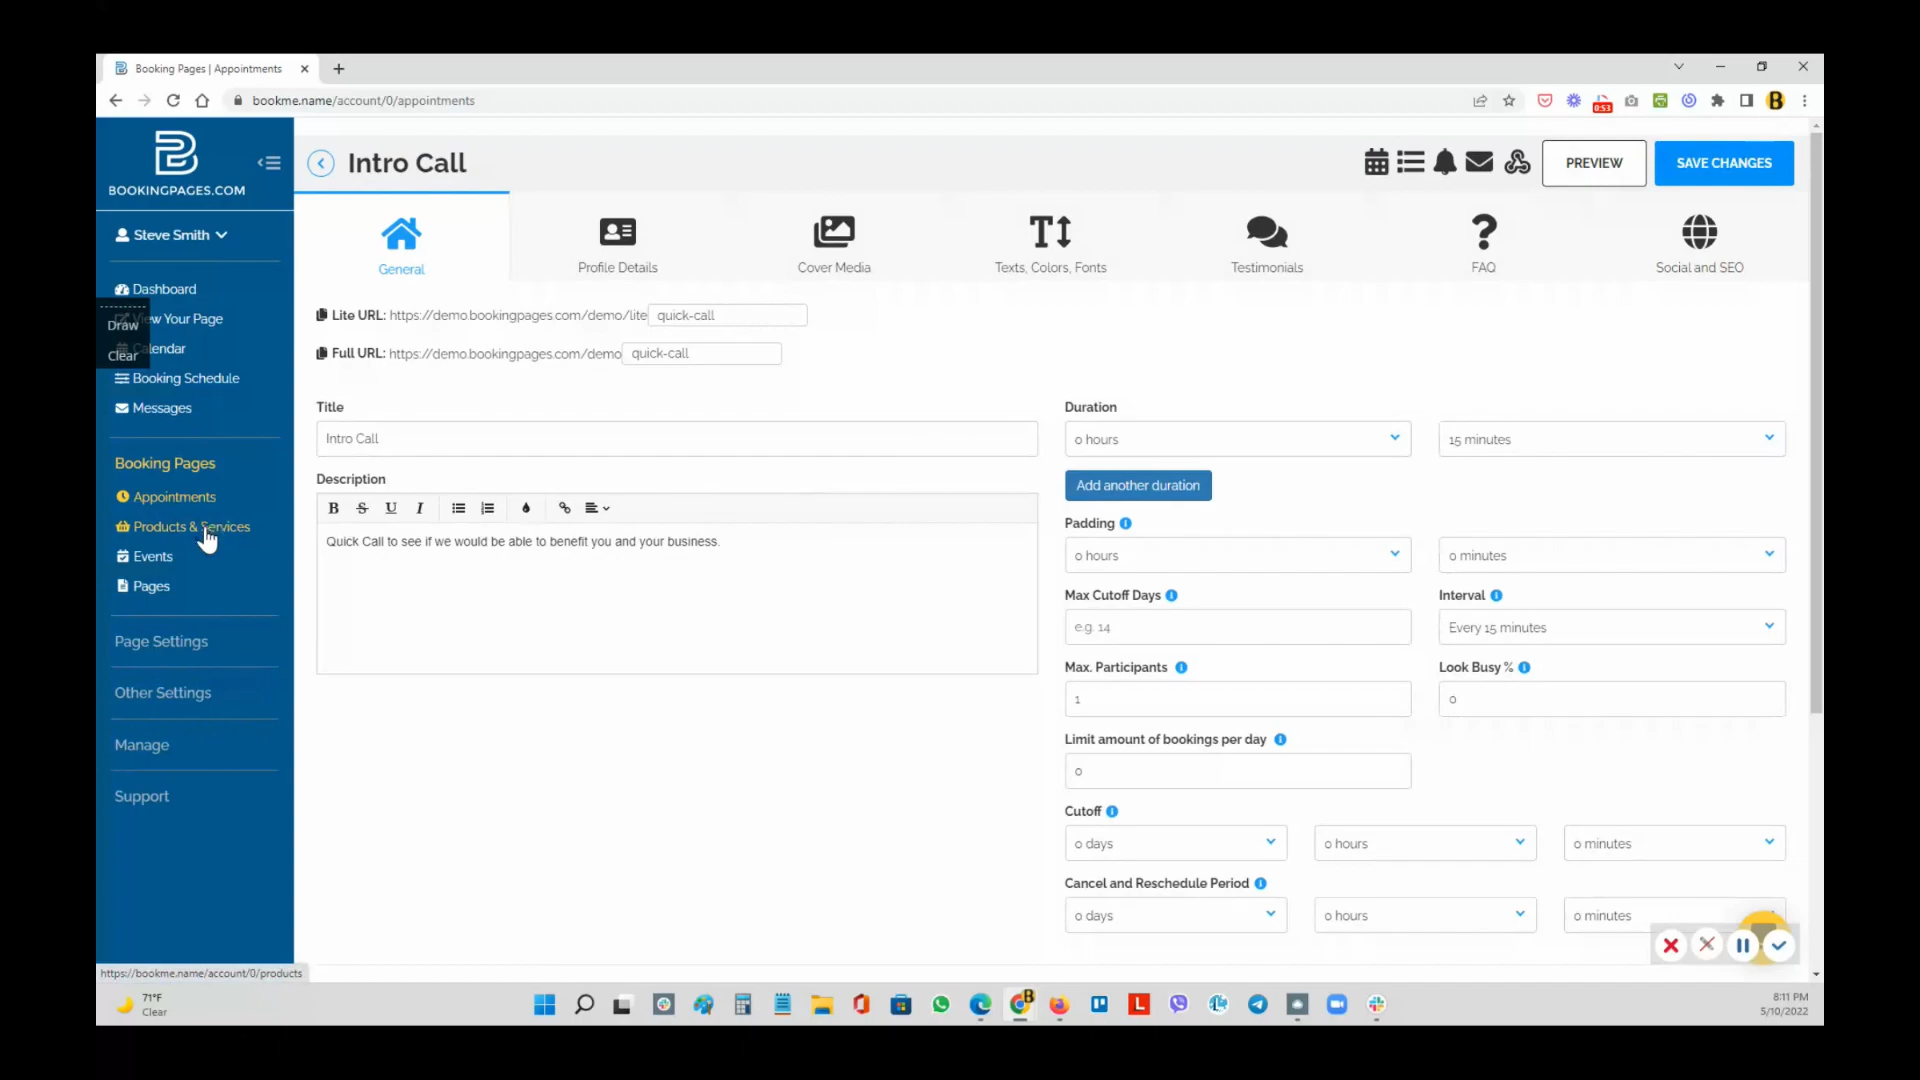 Booking Pages | Appointments
bookme.name/account/0/appointments
0:53
B
BOOKINGPAGES.COM
Intro Call
PREVIEW
SAVE CHANGES
Steve Smith
General
Profile Details
Cover Media
Texts, Colors, Fonts
Testimonials
FAQ
Social and SEO
Dashboard
View Your Page
Calendar
Booking Schedule
Messages
Draw
Clear
Booking Pages
Appointments
Products & Services
Events
Pages
Page Settings
Other Settings
Manage
Support
Lite URL: https://demo.bookingpages.com/demo/lite quick-call
Full URL: https://demo.bookingpages.com/demo quick-call
Title
Intro Call
Description
B S U I
Quick Call to see if we would be able to benefit you and your business.
Duration
0 hours
15 minutes
Add another duration
Padding
0 hours
0 minutes
Max Cutoff Days
Interval
e.g. 14
Every 15 minutes
Max. Participants
Look Busy %
1
0
Limit amount of bookings per day
0
Cutoff
0 days
0 hours
0 minutes
Cancel and Reschedule Period
0 days
0 hours
0 minutes
https://bookme.name/account/0/products
71°F
Clear
L
8:11 PM
5/10/2022